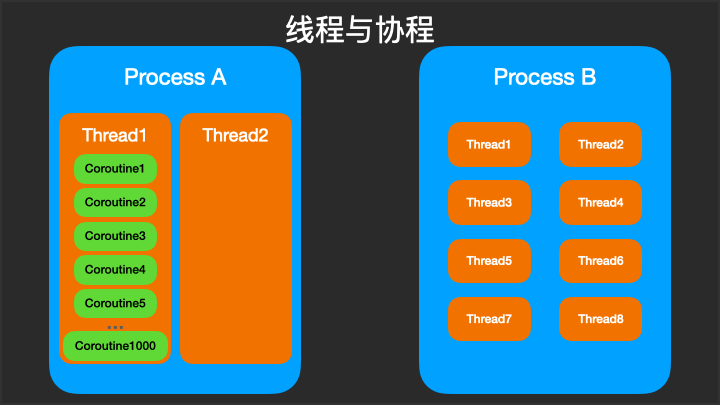 线程与协程
Process A
Thread1
Coroutine1
Coroutine2
Coroutine3
Coroutine4
Coroutine5
...
Coroutine1000
Thread2
Process B
Thread1
Thread2
Thread3
Thread4
Thread5
Thread6
Thread7
Thread8